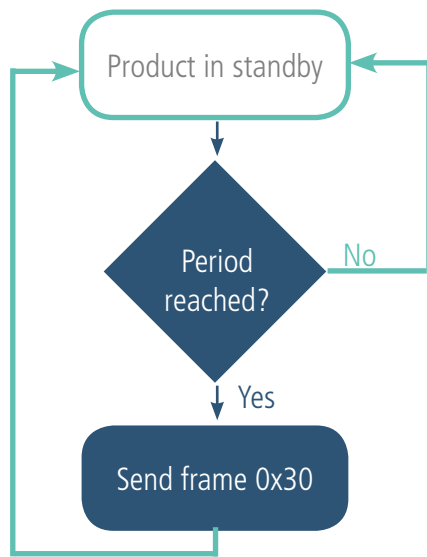 Product in standby
Period
reached?
No
Yes
Send frame 0x30